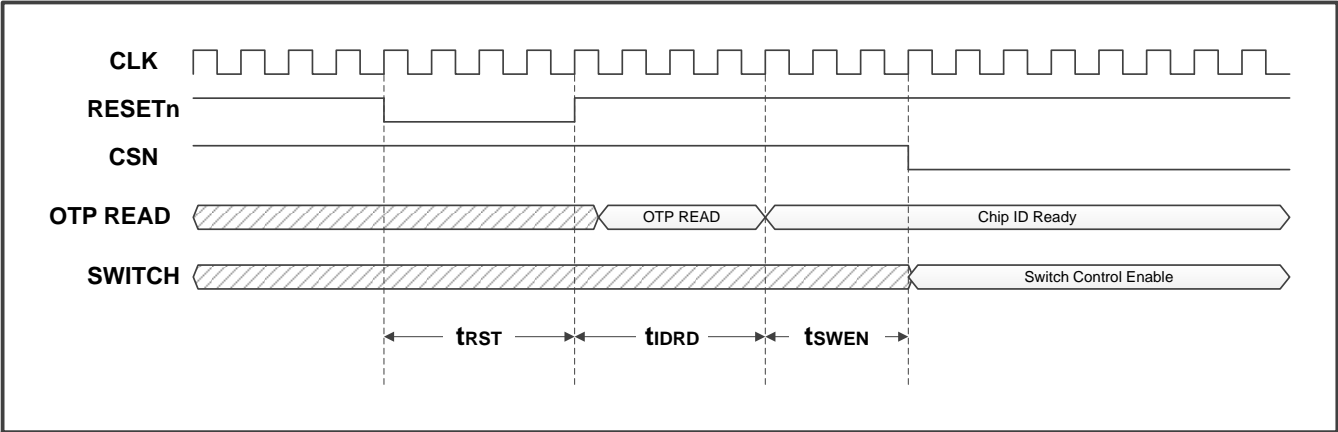 CLK
RESETn
CSN
OTP READ
OTP READ
Chip ID Ready
SWITCH
Switch Control Enable
tRST
tIDRD
tSWEN